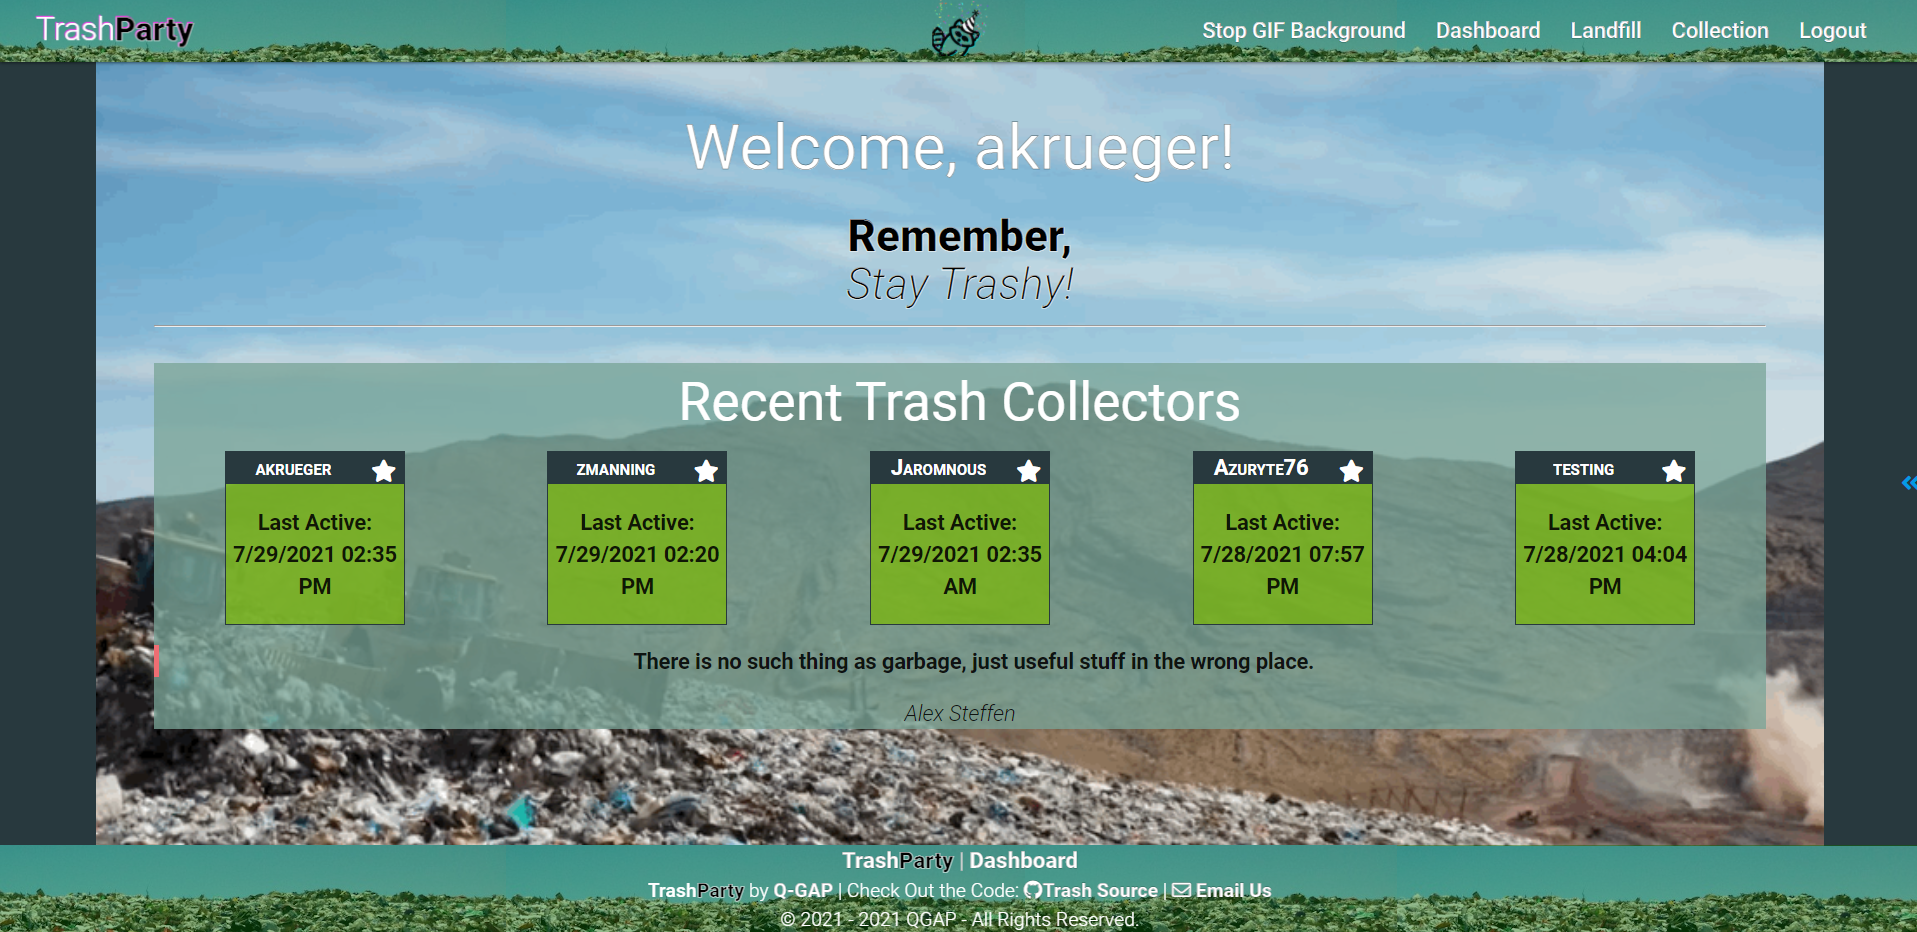 TrashParty
Stop GIF Background Dashboard Landfill Collection Logout
Welcome, akrueger!
Remember,
Stay Trashy!
Recent Trash Collectors
akrueger
Last Active:
7/29/2021 02:35
PM
zmanning
Last Active:
7/29/2021 02:20
PM
Jaromnous
Last Active:
7/29/2021 02:35
AM
Azuryte76
Last Active:
7/28/2021 07:57
PM
testing
Last Active:
7/28/2021 04:04
PM
There is no such thing as garbage, just useful stuff in the wrong place.
Alex Steffen
TrashParty | Dashboard
TrashParty by Q-GAP | Check Out the Code: Trash Source | Email Us
© 2021 - 2021 QGAP - All Rights Reserved.